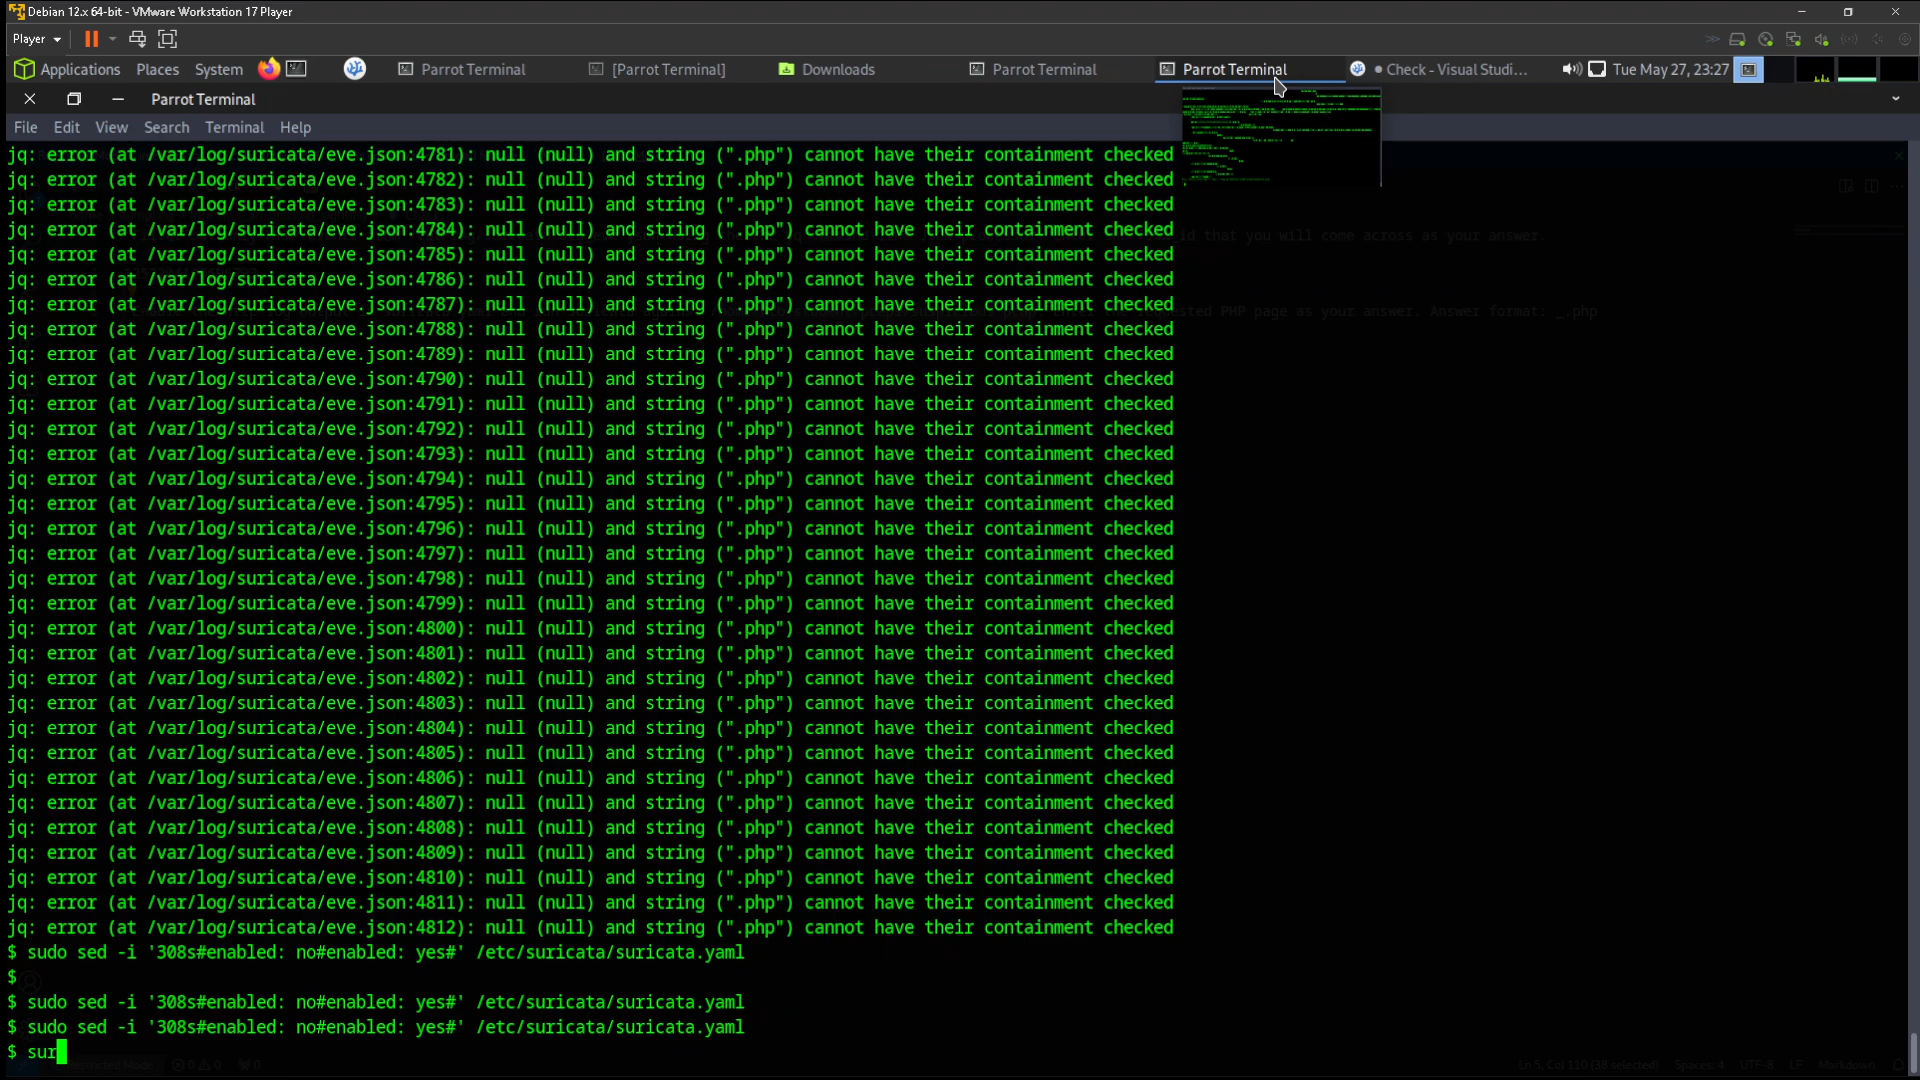 Debian 12.x 64-bit - VMware Workstation 17 Player
Player
Applications Places System Parrot Terminal [Parrot Terminal] Downloads Parrot Terminal Parrot Terminal Check - Visual Studi... Tue May 27, 23:27
Parrot Terminal
File Edit View Search Terminal Help
jq: error (at /var/log/suricata/eve.json:4781): null (null) and string (".php") cannot have their containment checked
jq: error (at /var/log/suricata/eve.json:4782): null (null) and string (".php") cannot have their containment checked
jq: error (at /var/log/suricata/eve.json:4783): null (null) and string (".php") cannot have their containment checked
jq: error (at /var/log/suricata/eve.json:4784): null (null) and string (".php") cannot have their containment checked
id that you will come across as your answer.
jq: error (at /var/log/suricata/eve.json:4785): null (null) and string (".php") cannot have their containment checked
jq: error (at /var/log/suricata/eve.json:4786): null (null) and string (".php") cannot have their containment checked
jq: error (at /var/log/suricata/eve.json:4787): null (null) and string (".php") cannot have their containment checked
PHP page as your answer. Answer format: _.php
jq: error (at /var/log/suricata/eve.json:4788): null (null) and string (".php") cannot have their containment checked
jq: error (at /var/log/suricata/eve.json:4789): null (null) and string (".php") cannot have their containment checked
jq: error (at /var/log/suricata/eve.json:4790): null (null) and string (".php") cannot have their containment checked
jq: error (at /var/log/suricata/eve.json:4791): null (null) and string (".php") cannot have their containment checked
jq: error (at /var/log/suricata/eve.json:4792): null (null) and string (".php") cannot have their containment checked
jq: error (at /var/log/suricata/eve.json:4793): null (null) and string (".php") cannot have their containment checked
jq: error (at /var/log/suricata/eve.json:4794): null (null) and string (".php") cannot have their containment checked
jq: error (at /var/log/suricata/eve.json:4795): null (null) and string (".php") cannot have their containment checked
jq: error (at /var/log/suricata/eve.json:4796): null (null) and string (".php") cannot have their containment checked
jq: error (at /var/log/suricata/eve.json:4797): null (null) and string (".php") cannot have their containment checked
jq: error (at /var/log/suricata/eve.json:4798): null (null) and string (".php") cannot have their containment checked
jq: error (at /var/log/suricata/eve.json:4799): null (null) and string (".php") cannot have their containment checked
jq: error (at /var/log/suricata/eve.json:4800): null (null) and string (".php") cannot have their containment checked
jq: error (at /var/log/suricata/eve.json:4801): null (null) and string (".php") cannot have their containment checked
jq: error (at /var/log/suricata/eve.json:4802): null (null) and string (".php") cannot have their containment checked
jq: error (at /var/log/suricata/eve.json:4803): null (null) and string (".php") cannot have their containment checked
jq: error (at /var/log/suricata/eve.json:4804): null (null) and string (".php") cannot have their containment checked
jq: error (at /var/log/suricata/eve.json:4805): null (null) and string (".php") cannot have their containment checked
jq: error (at /var/log/suricata/eve.json:4806): null (null) and string (".php") cannot have their containment checked
jq: error (at /var/log/suricata/eve.json:4807): null (null) and string (".php") cannot have their containment checked
jq: error (at /var/log/suricata/eve.json:4808): null (null) and string (".php") cannot have their containment checked
jq: error (at /var/log/suricata/eve.json:4809): null (null) and string (".php") cannot have their containment checked
jq: error (at /var/log/suricata/eve.json:4810): null (null) and string (".php") cannot have their containment checked
jq: error (at /var/log/suricata/eve.json:4811): null (null) and string (".php") cannot have their containment checked
jq: error (at /var/log/suricata/eve.json:4812): null (null) and string (".php") cannot have their containment checked
$ sudo sed -i '308s#enabled: no#enabled: yes#' /etc/suricata/suricata.yaml
$
$ sudo sed -i '308s#enabled: no#enabled: yes#' /etc/suricata/suricata.yaml
$ sudo sed -i '308s#enabled: no#enabled: yes#' /etc/suricata/suricata.yaml
$ sur
Restricted Mode Ln 5, Col 110 (38 selected) Spaces: 4 UTF-8 LF Markdown